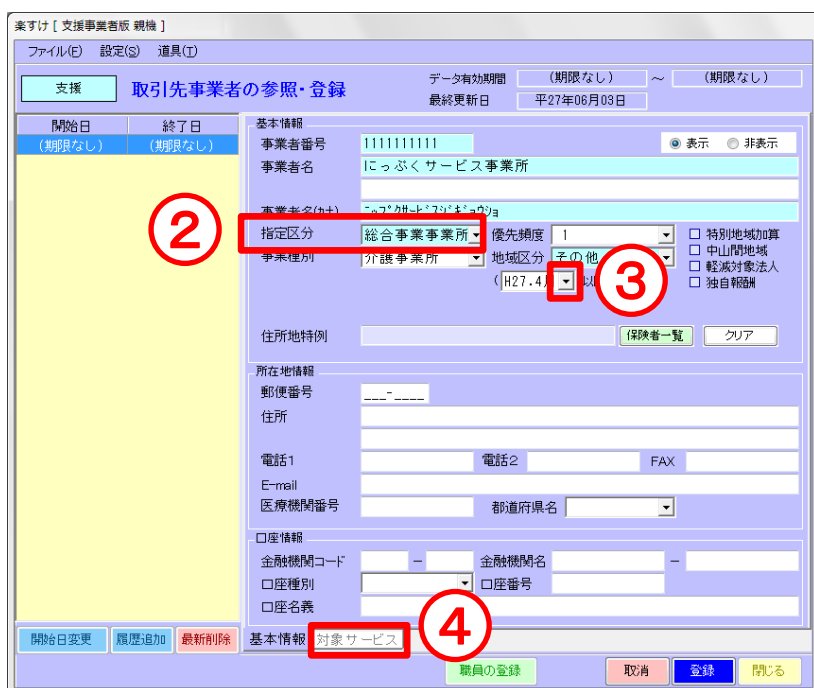 楽すけ [ 支援事業者版 親機 ]
ファイル(F) 設定(S) 道具(T)
支援 取引先事業者の参照・登録
データ有効期間 (期限なし) ～ (期限なし)
最終更新日 平27年06月03日
開始日 終了日
(期限なし) (期限なし)
基本情報
事業者番号 1111111111 表示 非表示
事業者名 にっぷくサービス事業所
事業者名(カナ) ﾆｯﾌﾟｸｻｰﾋﾞｽｼﾞｷﾞｮｳｼｮ
②
指定区分 総合事業事業所 優先頻度 1 特別地域加算
中山間地域
事業種別 介護事業所 地域区分 その他 軽減対象法人
(H27.4月 以 独自報酬
③
住所地特例 保険者一覧 クリア
所在地情報
郵便番号 ___-____
住所
電話1 電話2 FAX
E-mail
医療機関番号 都道府県名
口座情報
金融機関コード － 金融機関名 －
口座種別 口座番号
口座名義
開始日変更 履歴追加 最新削除 基本情報 対象サービス
④
職員の登録 取消 登録 閉じる